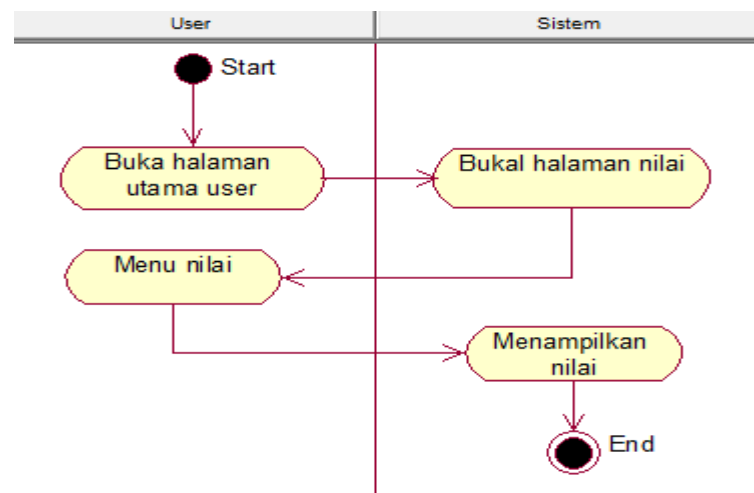 User
Sistem
Start
Buka halaman
utama user
Bukal halaman nilai
Menu nilai
Menampilkan
nilai
End